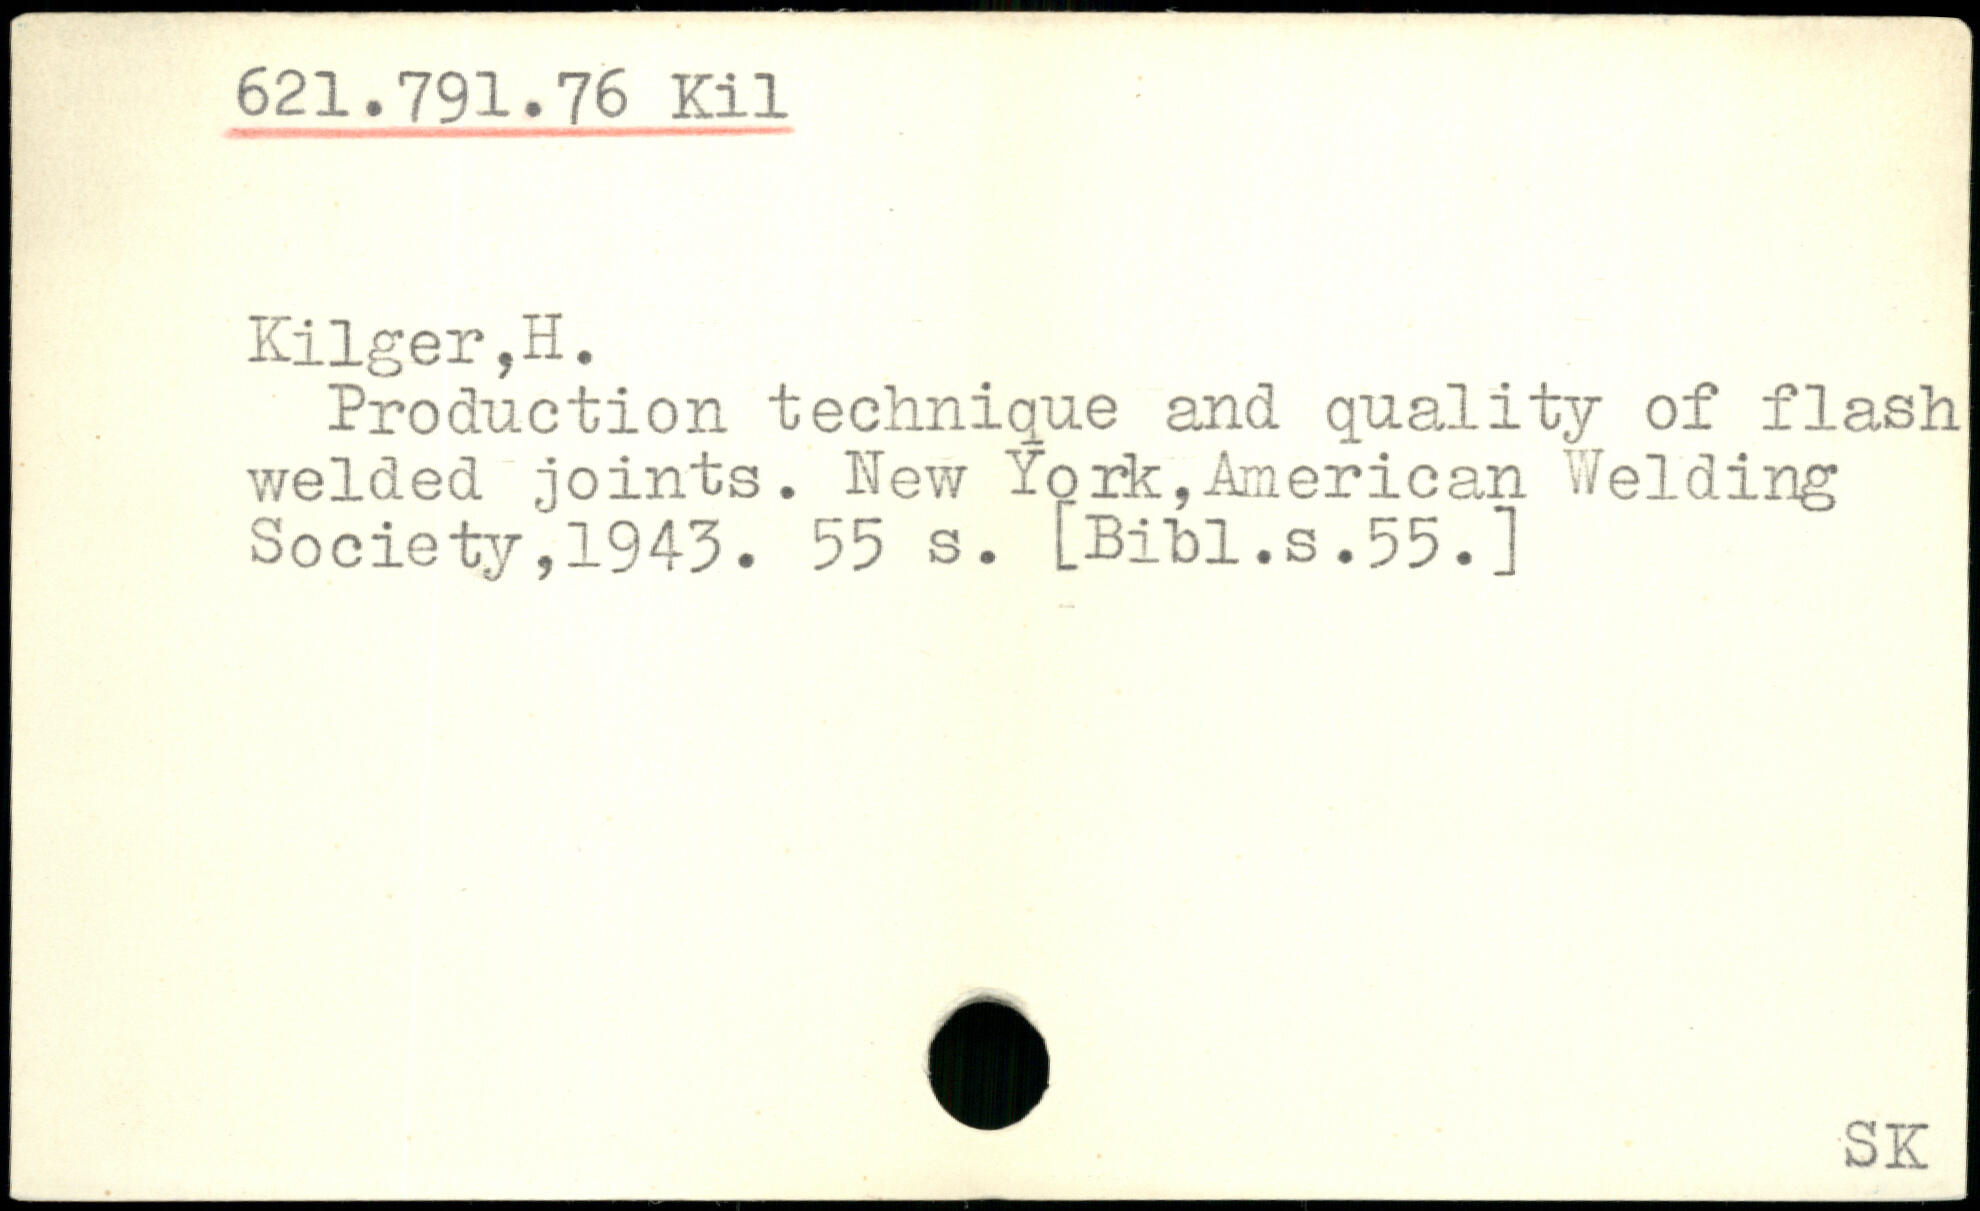 621.791.76 Kil
Kilger,H.
Production technique and quality of flash
welded joints. New York,American Welding
Society,1943. 55 s. [Bibl.s.55.]
SK